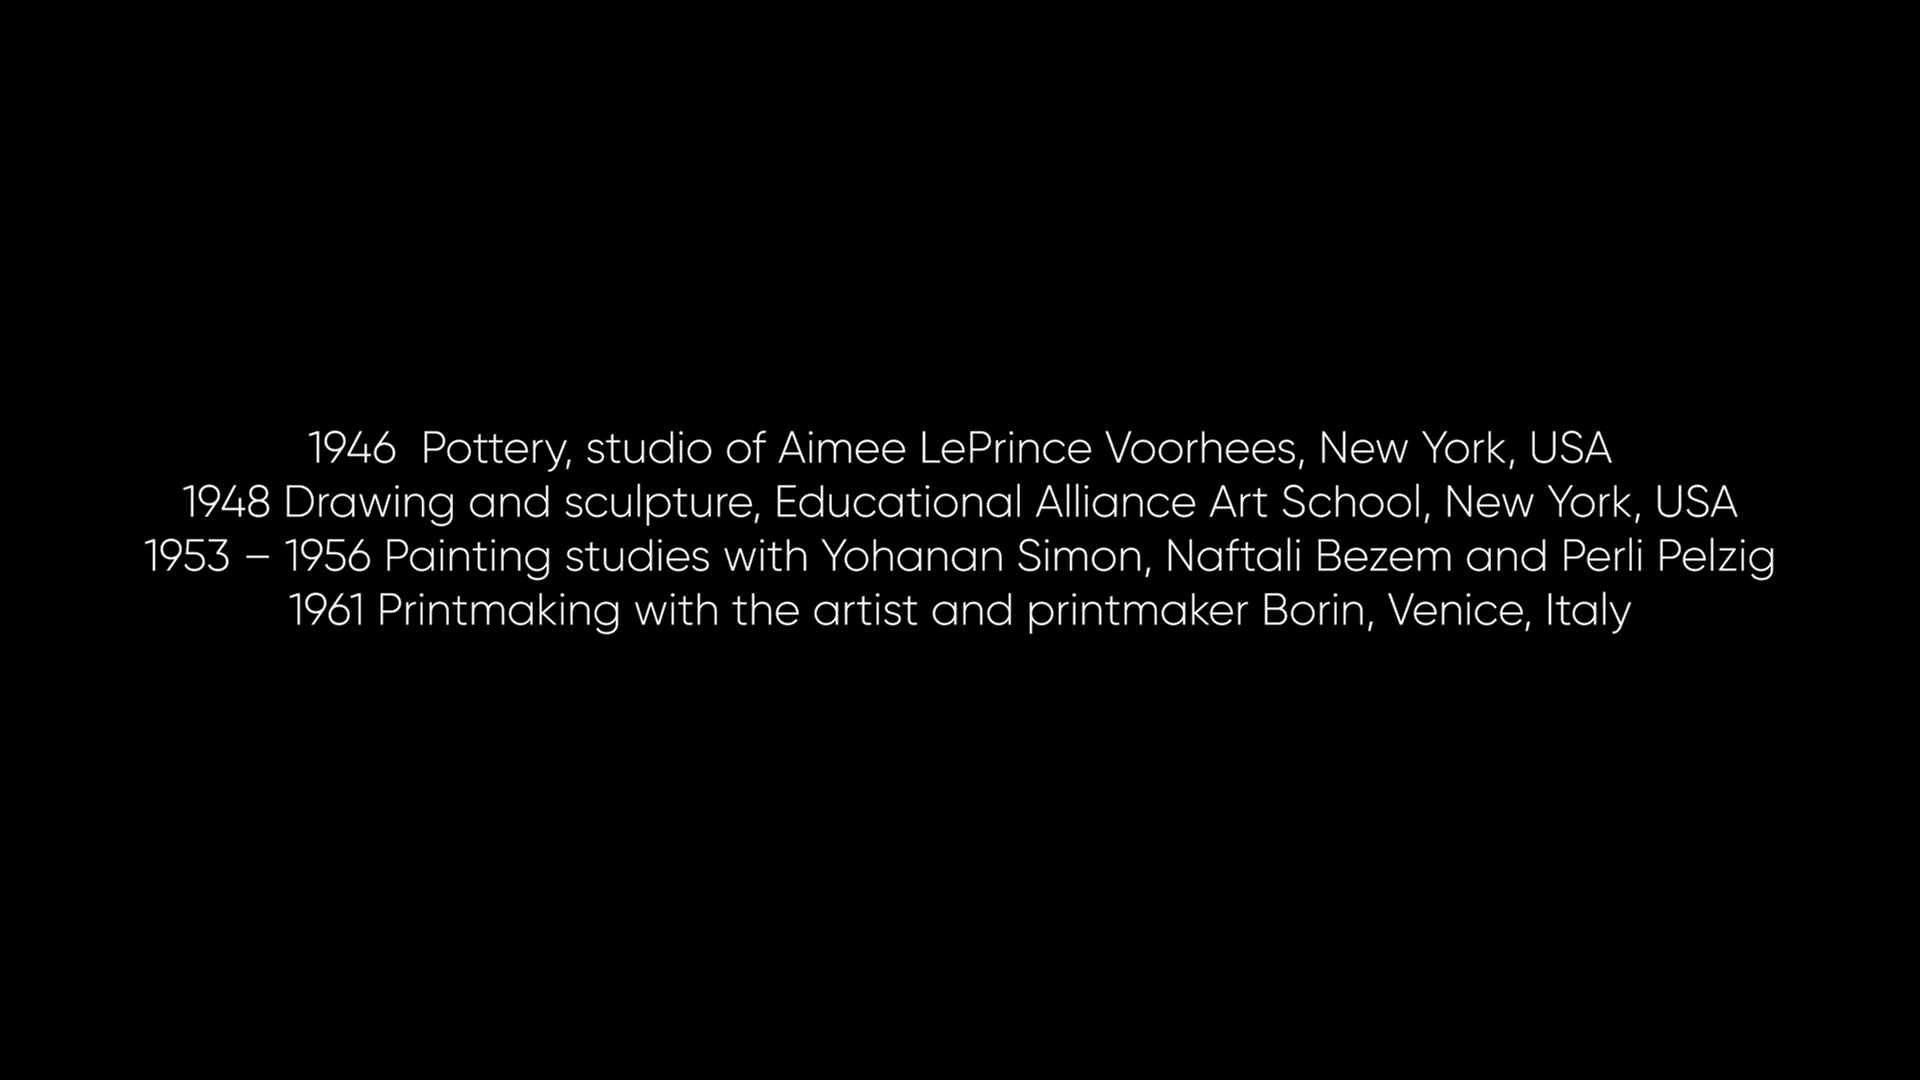 1946  Pottery, studio of Aimee LePrince Voorhees, New York, USA
1948 Drawing and sculpture, Educational Alliance Art School, New York, USA
1953 – 1956 Painting studies with Yohanan Simon, Naftali Bezem and Perli Pelzig
1961 Printmaking with the artist and printmaker Borin, Venice, Italy